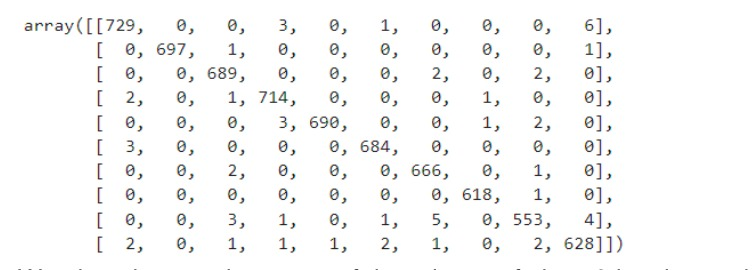 array([[729, 0, 0, 3, 0, 1, 0, 0, 0, 6],
[ 0, 697, 1, 0, 0, 0, 0, 0, 0, 1],
[ 0, 0, 689, 0, 0, 0, 2, 0, 2, 0],
[ 2, 0, 1, 714, 0, 0, 0, 1, 0, 0],
[ 0, 0, 0, 3, 690, 0, 0, 1, 2, 0],
[ 3, 0, 0, 0, 0, 684, 0, 0, 0, 0],
[ 0, 0, 2, 0, 0, 0, 666, 0, 1, 0],
[ 0, 0, 0, 0, 0, 0, 0, 618, 1, 0],
[ 0, 0, 3, 1, 0, 1, 5, 0, 553, 4],
[ 2, 0, 1, 1, 1, 2, 1, 0, 2, 628]])